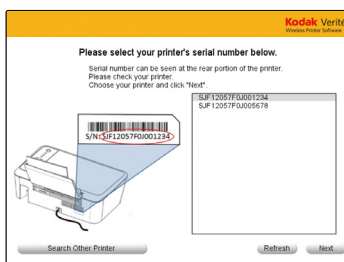 Kodak Verité
Wireless Printer Software
Please select your printer's serial number below.
Serial number can be seen at the rear portion of the printer.
Please check your printer.
Choose your printer and click "Next".
SJF12057F0J001234
SJF12057F0J005678
S/N:SJF12057F0J001234
Search Other Printer
Refresh
Next